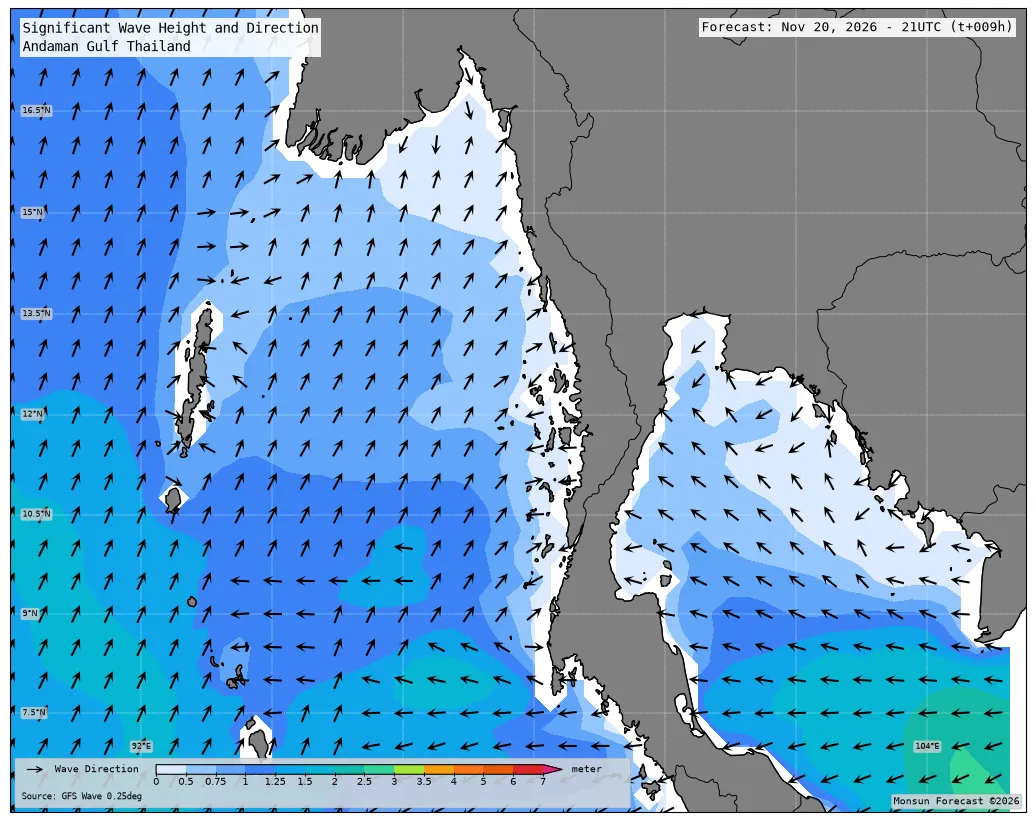 Significant Wave Height and Direction
Andaman Gulf Thailand
Forecast: Nov 20, 2026 - 21UTC (t+009h)
16.5°N
15°N
13.5°N
12°N
10.5°N
9°N
7.5°N
92°E
104°E
Wave Direction
meter
0.5 0.75 1 1.25 1.5 2 2.5 3 3.5 4 5 6 7
Source: GFS Wave 0.25deg
Monsun Forecast ©2026